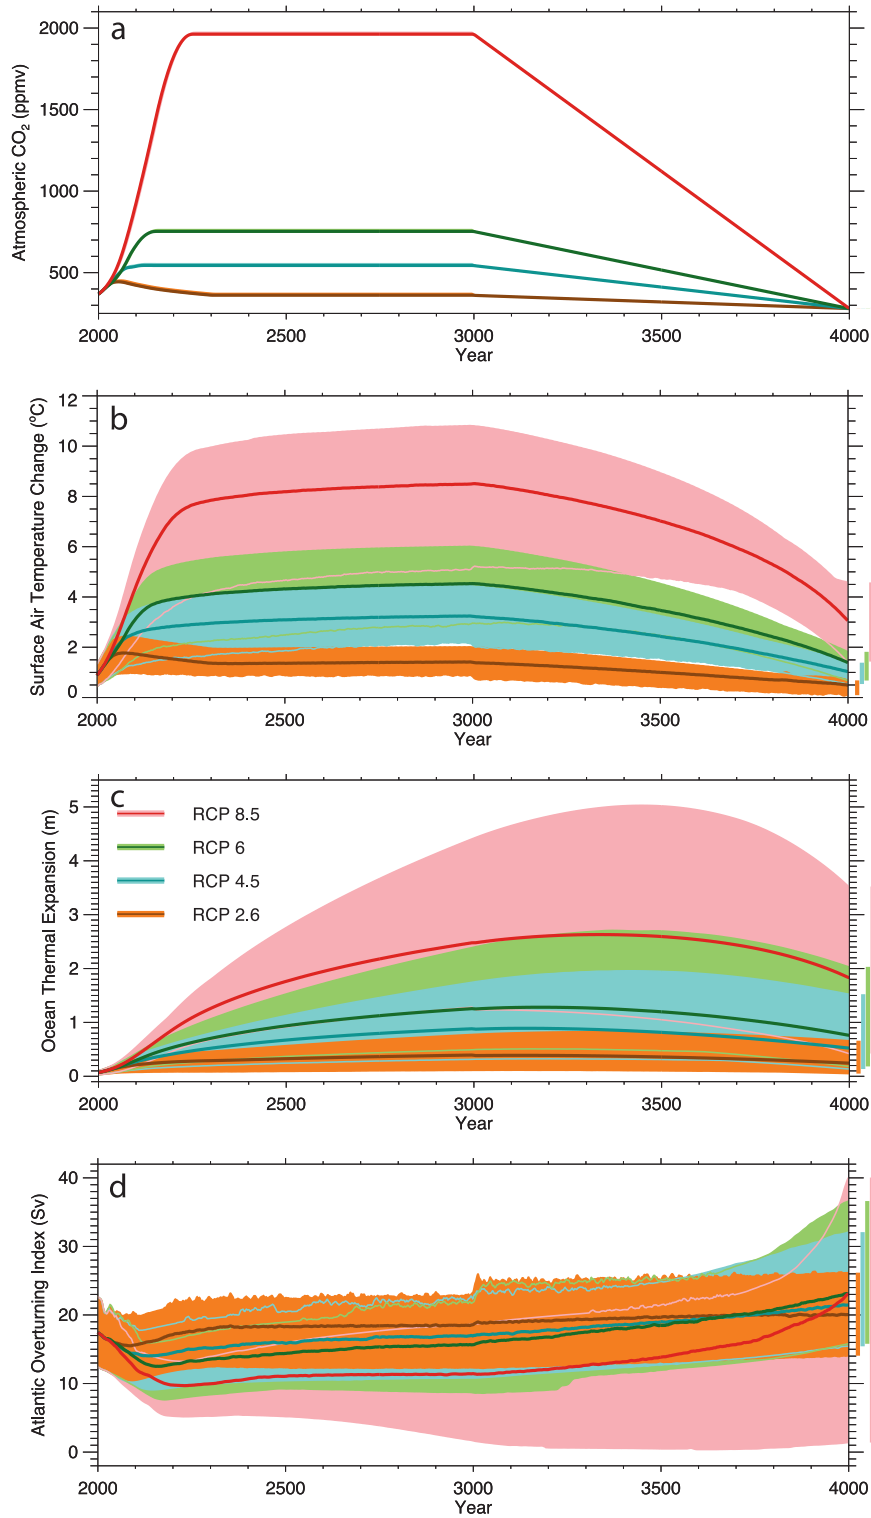 a
2000
1500
1000
500
Atmospheric CO₂ (ppmv)
2000 2500 3000 3500 4000
Year
b
12
10
8
6
4
2
0
Surface Air Temperature Change (°C)
2000 2500 3000 3500 4000
Year
c
5
4
3
2
1
0
Ocean Thermal Expansion (m)
RCP 8.5
RCP 6
RCP 4.5
RCP 2.6
2000 2500 3000 3500 4000
Year
d
40
30
20
10
0
Atlantic Overturning Index (Sv)
2000 2500 3000 3500 4000
Year